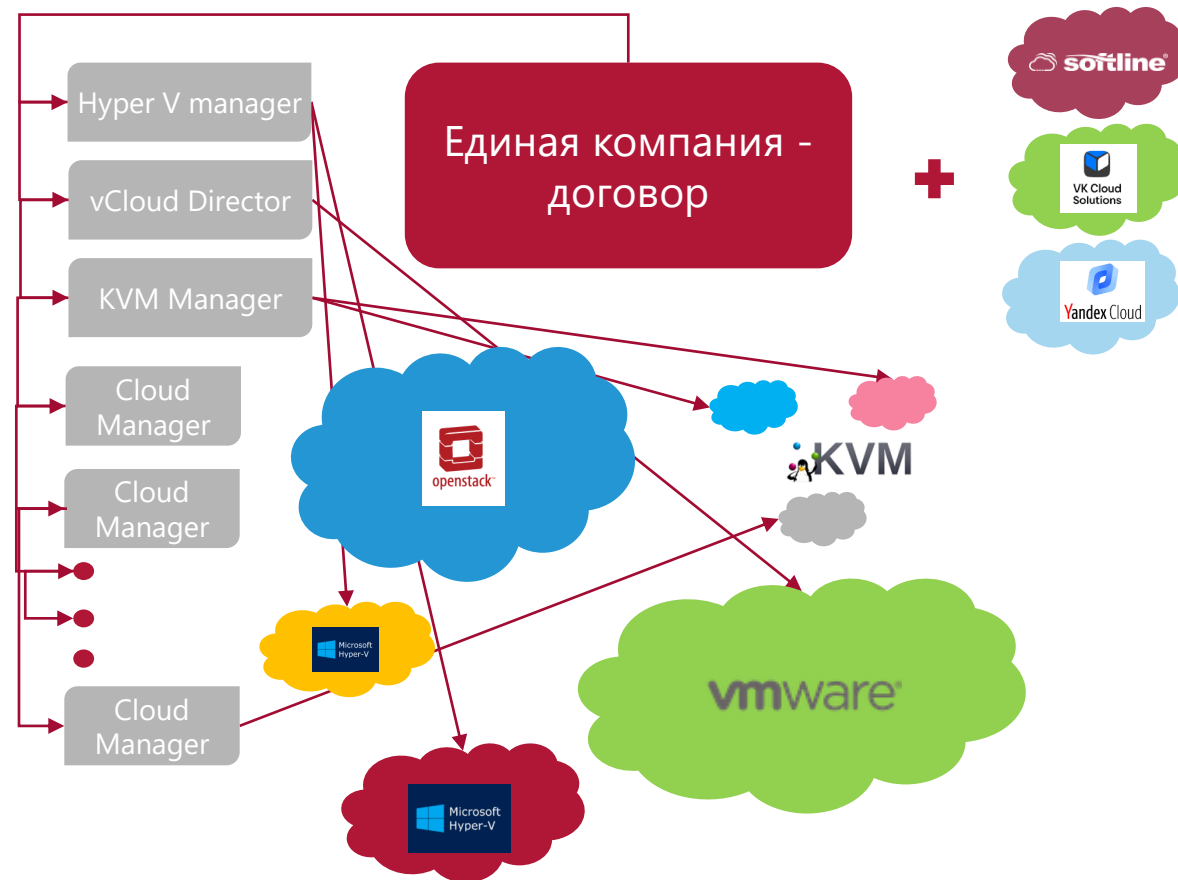 softline®
Hyper V manager
Единая компания -
договор
VK Cloud
Solutions
vCloud Director
KVM Manager
Yandex Cloud
Cloud
Manager
openstack™
KVM
Cloud
Manager
Microsoft
Hyper-V
vmware®
Cloud
Manager
Microsoft
Hyper-V